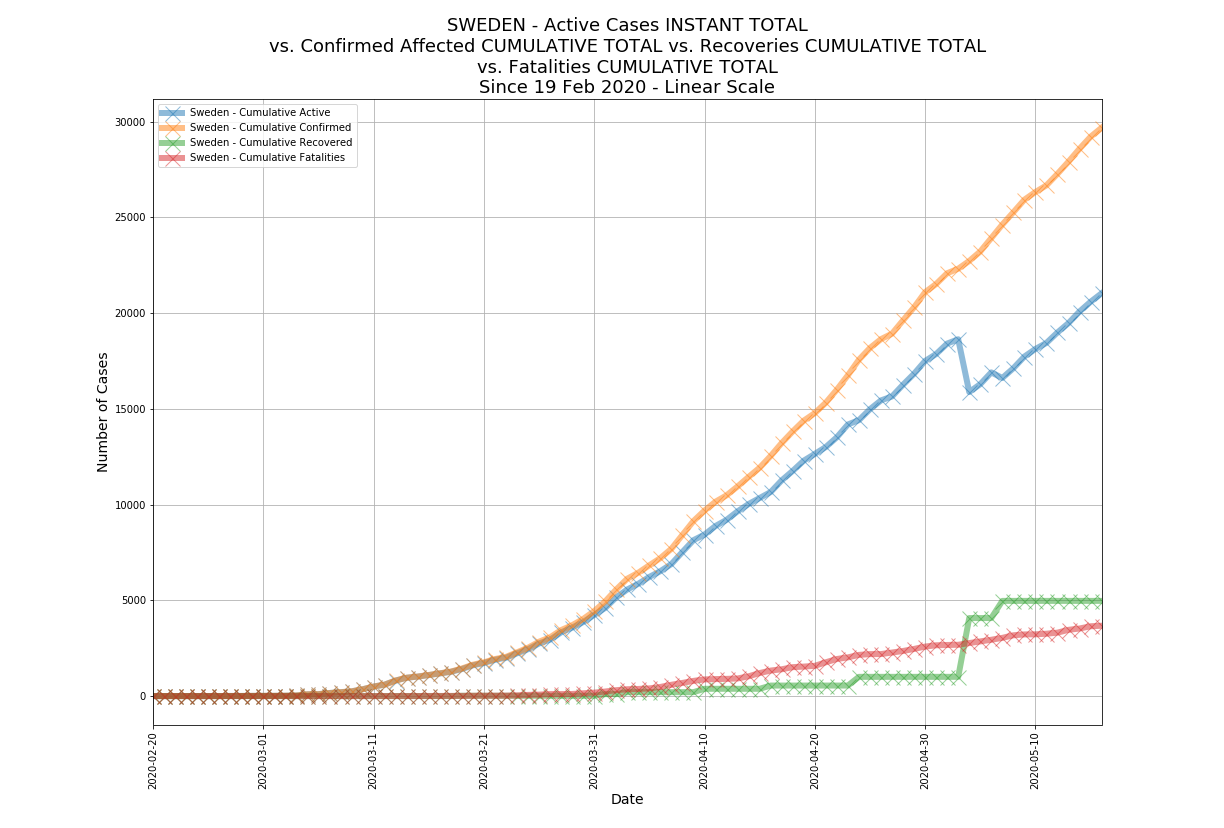 SWEDEN - Active Cases INSTANT TOTAL
vs. Confirmed Affected CUMULATIVE TOTAL vs. Recoveries CUMULATIVE TOTAL
vs. Fatalities CUMULATIVE TOTAL
Since 19 Feb 2020 - Linear Scale
Sweden - Cumulative Active
Sweden - Cumulative Confirmed
Sweden - Cumulative Recovered
Sweden - Cumulative Fatalities
Number of Cases
30000
25000
20000
15000
10000
5000
0
2020-02-20
2020-03-01
2020-03-11
2020-03-21
2020-03-31
2020-04-10
2020-04-20
2020-04-30
2020-05-10
Date